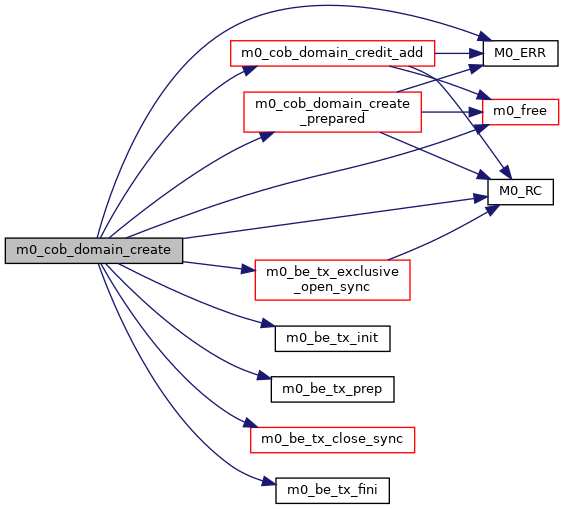 M0_ERR
m0_cob_domain_credit_add
m0_cob_domain_create
_prepared
m0_free
M0_RC
m0_cob_domain_create
m0_be_tx_exclusive
_open_sync
m0_be_tx_init
m0_be_tx_prep
m0_be_tx_close_sync
m0_be_tx_fini